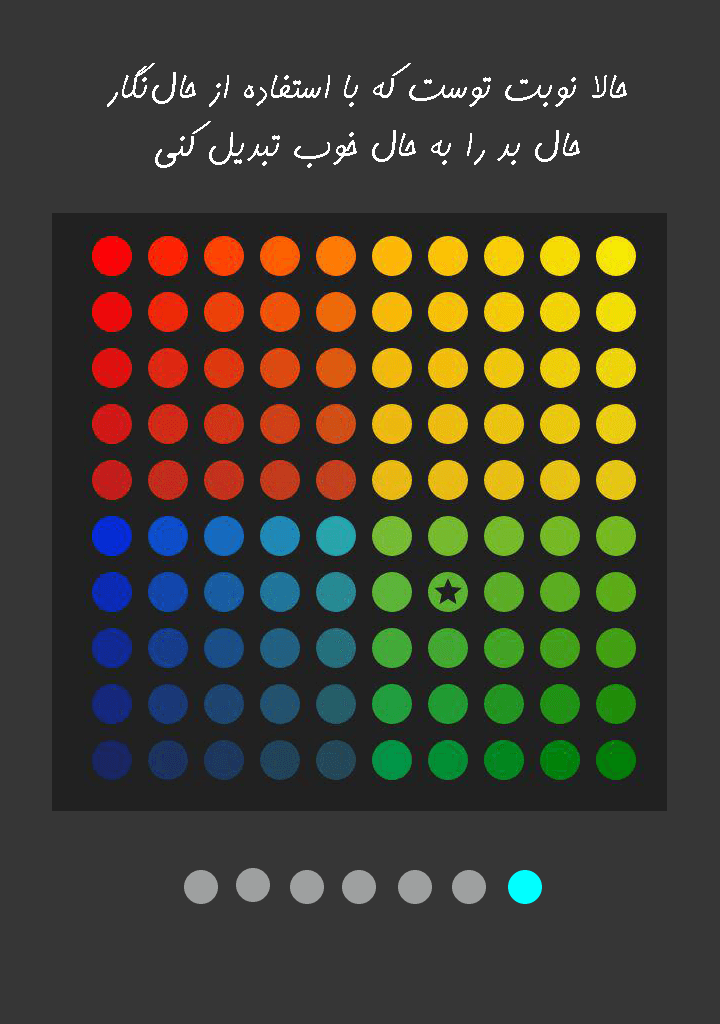 حالا نوبت توست که با استفاده از حال‌نگار
حال بد را به حال خوب تبدیل کنی